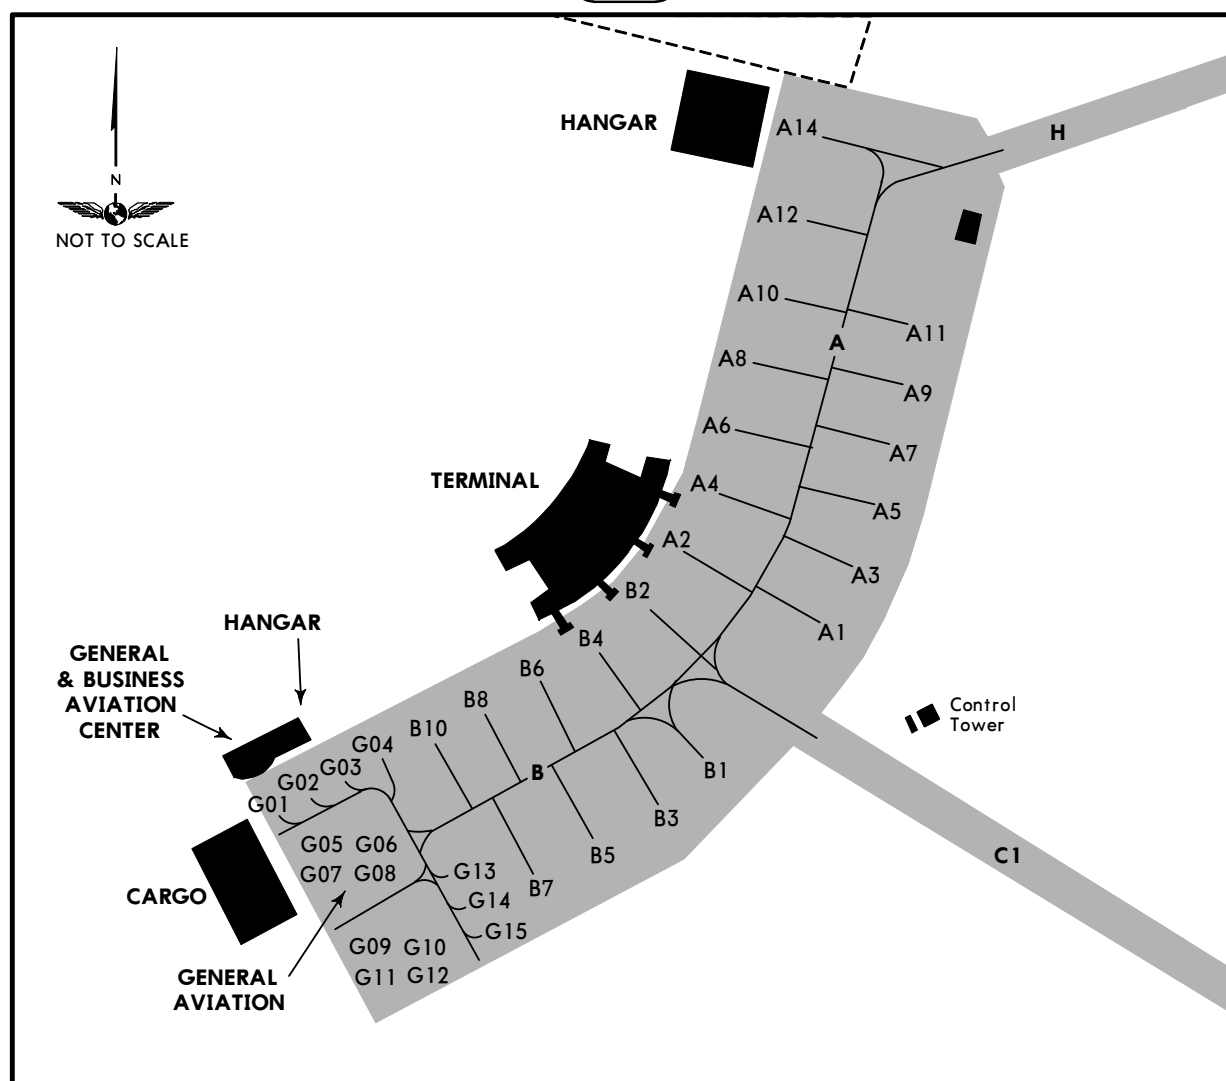 HANGAR
A14
H
N
NOT TO SCALE
A12
A10
A11
A
A8
A9
A6
A7
TERMINAL
A4
A5
A2
A3
B2
A1
HANGAR
B4
GENERAL
& BUSINESS
AVIATION
CENTER
B6
B8
B10
Control
Tower
G04
G03
G02
G01
B
B1
B3
G05 G06
G07 G08
B5
C1
G13
B7
CARGO
G14
G15
G09 G10
G11 G12
GENERAL
AVIATION